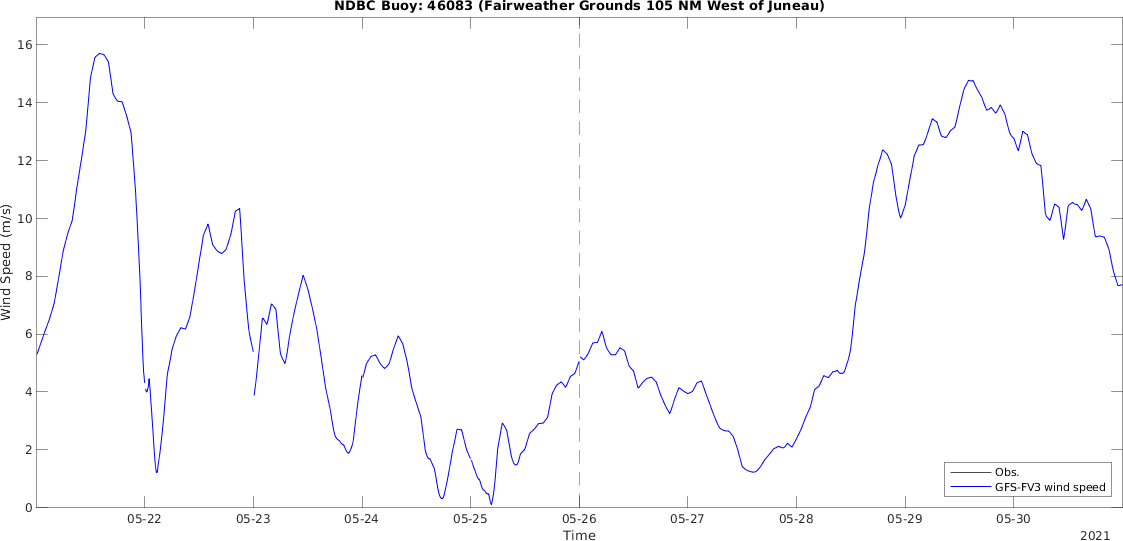 NDBC Buoy: 46083 (Fairweather Grounds 105 NM West of Juneau)
16
14
12
10
8
6
4
2
0
Wind Speed (m/s)
Obs.
GFS-FV3 wind speed
05-22 05-23 05-24 05-25 05-26 05-27 05-28 05-29 05-30
Time
2021